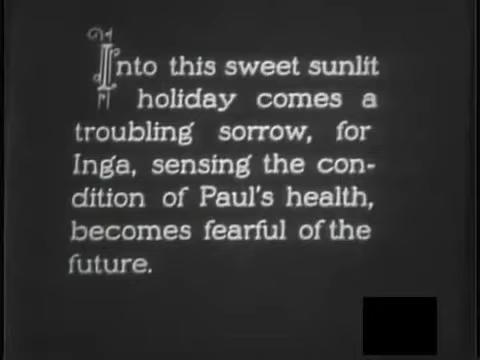 Into this sweet sunlit
holiday comes a
troubling sorrow, for
Inga, sensing the con-
dition of Paul's health,
becomes fearful of the
future.